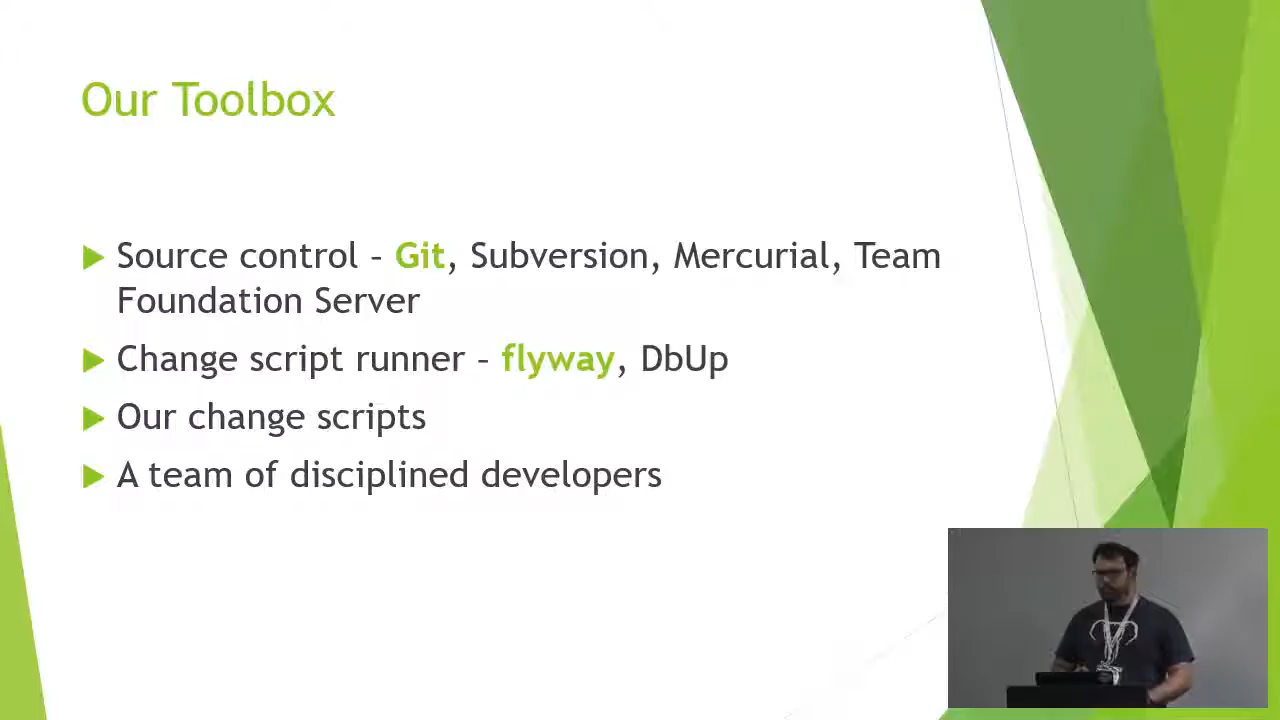 Our Toolbox
Source control – Git, Subversion, Mercurial, Team
Foundation Server
Change script runner – flyway, DbUp
Our change scripts
A team of disciplined developers